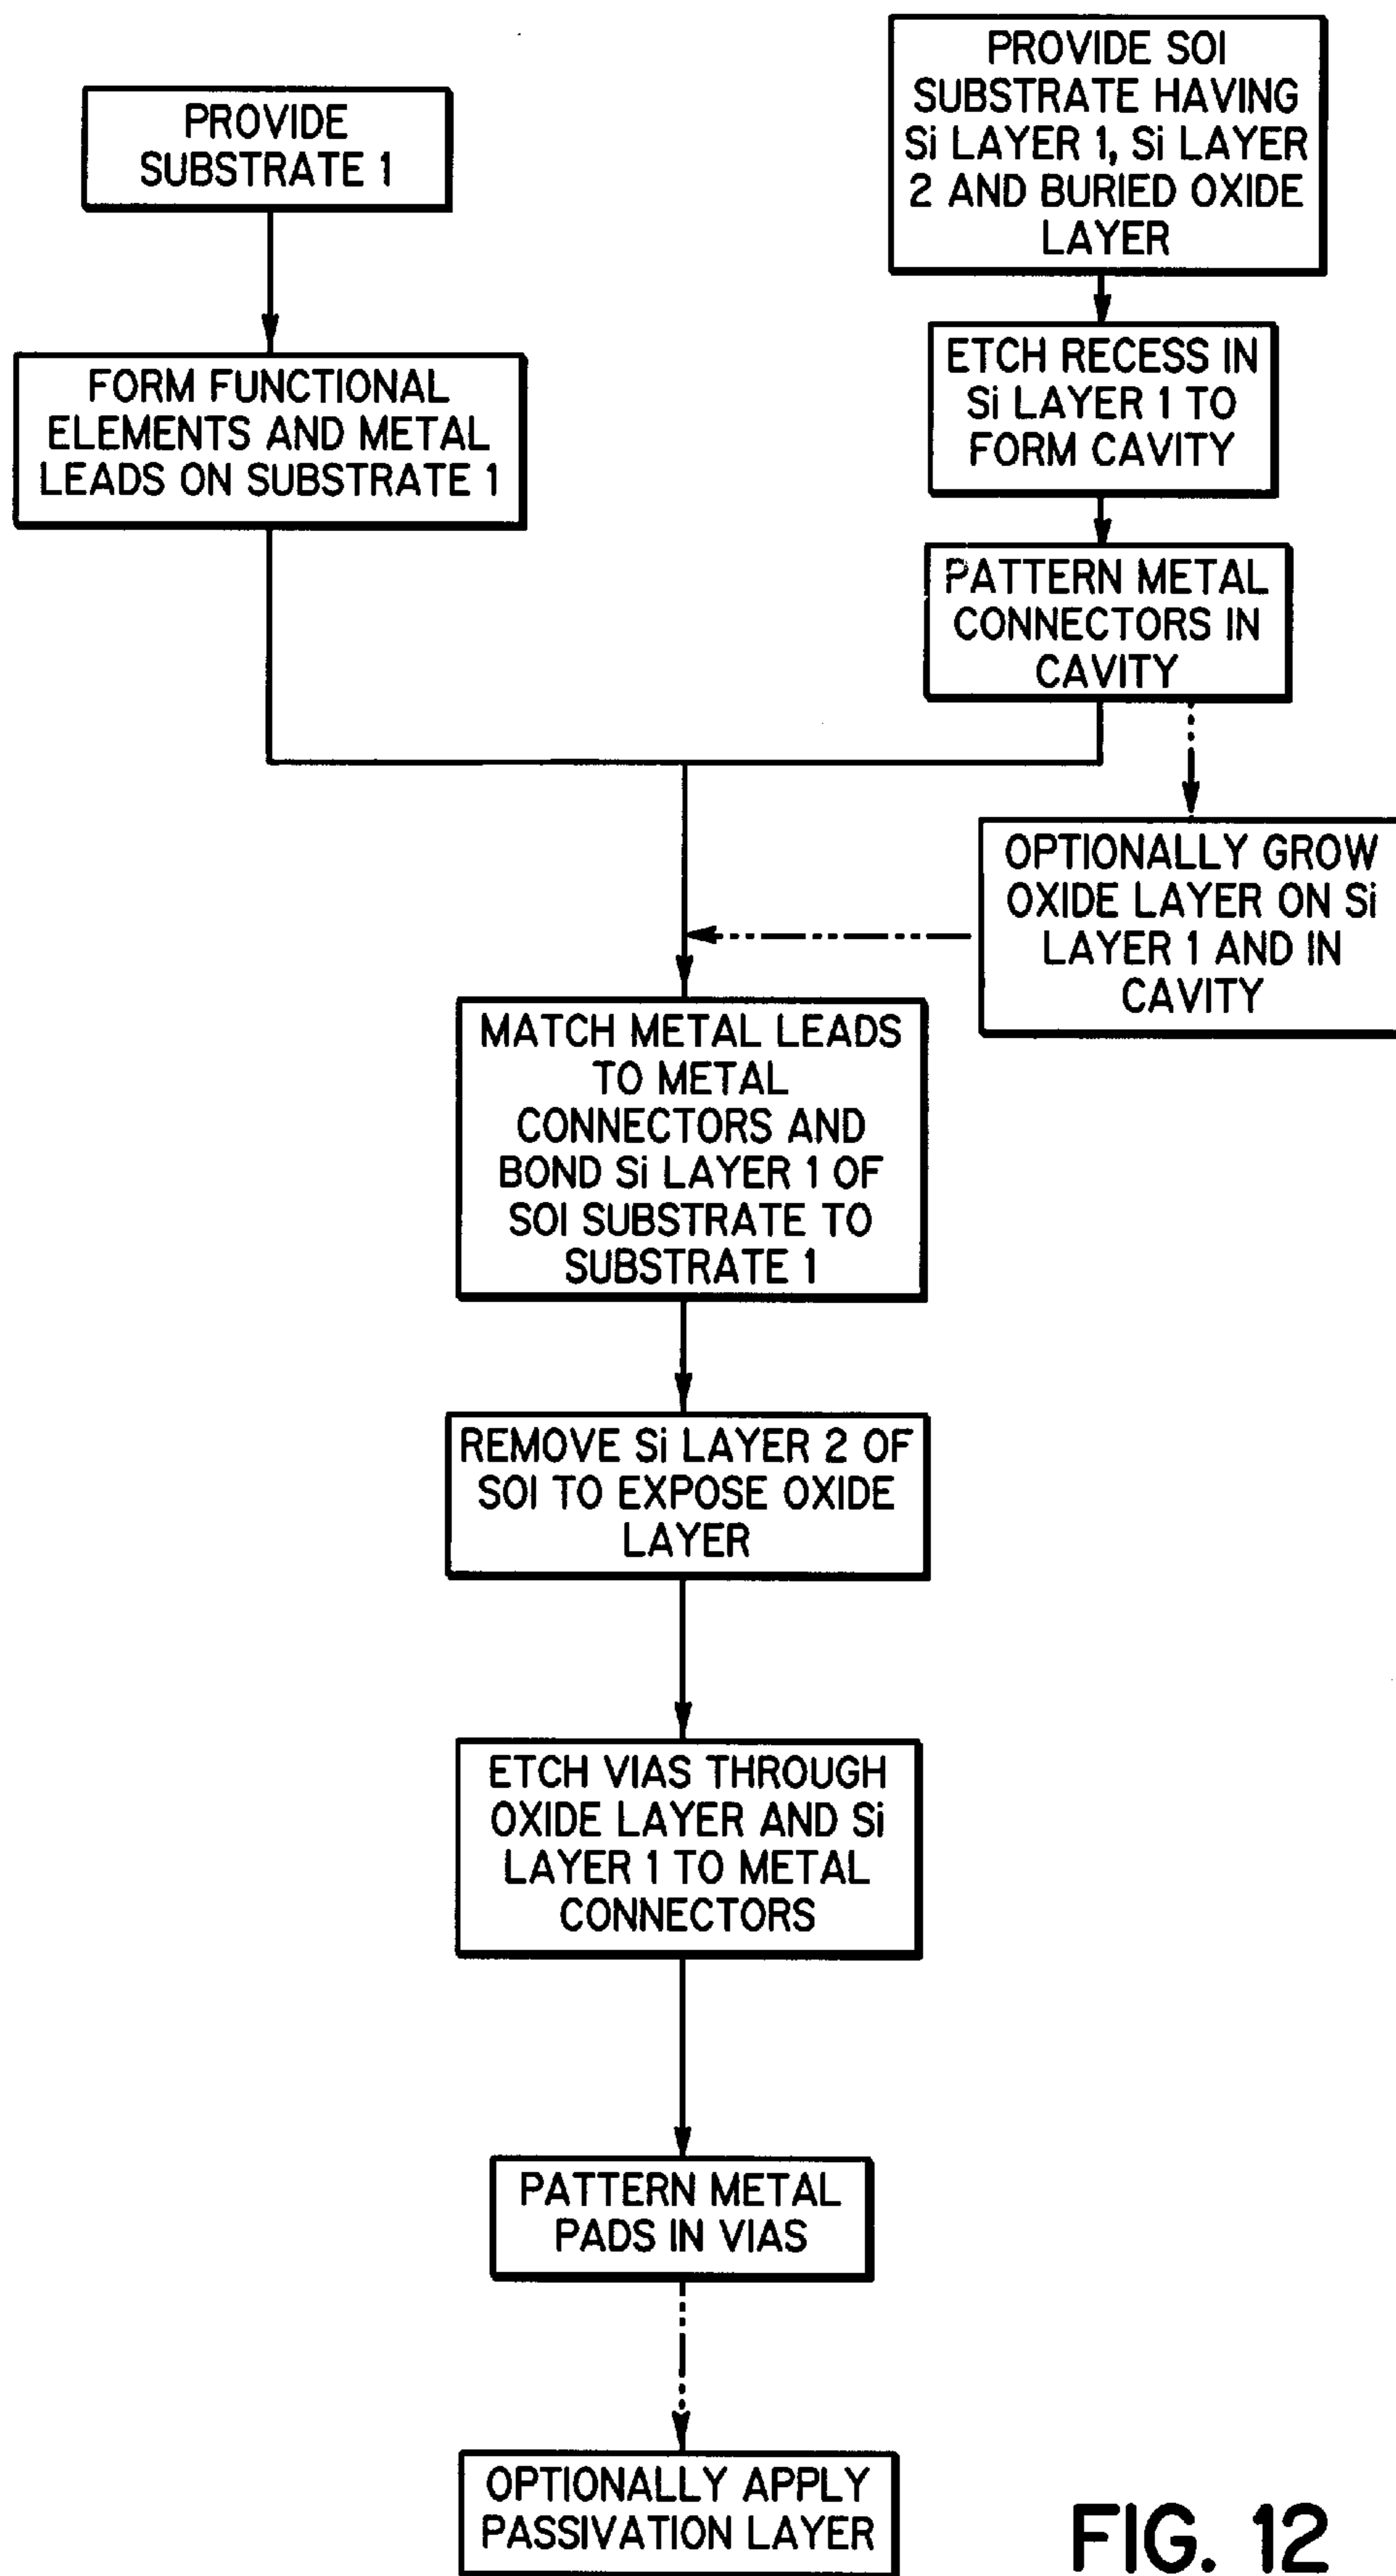 PROVIDE
SUBSTRATE 1
FORM FUNCTIONAL
ELEMENTS AND METAL
LEADS ON SUBSTRATE 1
PROVIDE SOI
SUBSTRATE HAVING
Si LAYER 1, Si LAYER
2 AND BURIED OXIDE
LAYER
ETCH RECESS IN
Si LAYER 1 TO
FORM CAVITY
PATTERN METAL
CONNECTORS IN
CAVITY
OPTIONALLY GROW
OXIDE LAYER ON Si
LAYER 1 AND IN
CAVITY
MATCH METAL LEADS
TO METAL
CONNECTORS AND
BOND Si LAYER 1 OF
SOI SUBSTRATE TO
SUBSTRATE 1
REMOVE Si LAYER 2 OF
SOI TO EXPOSE OXIDE
LAYER
ETCH VIAS THROUGH
OXIDE LAYER AND Si
LAYER 1 TO METAL
CONNECTORS
PATTERN METAL
PADS IN VIAS
OPTIONALLY APPLY
PASSIVATION LAYER
FIG. 12